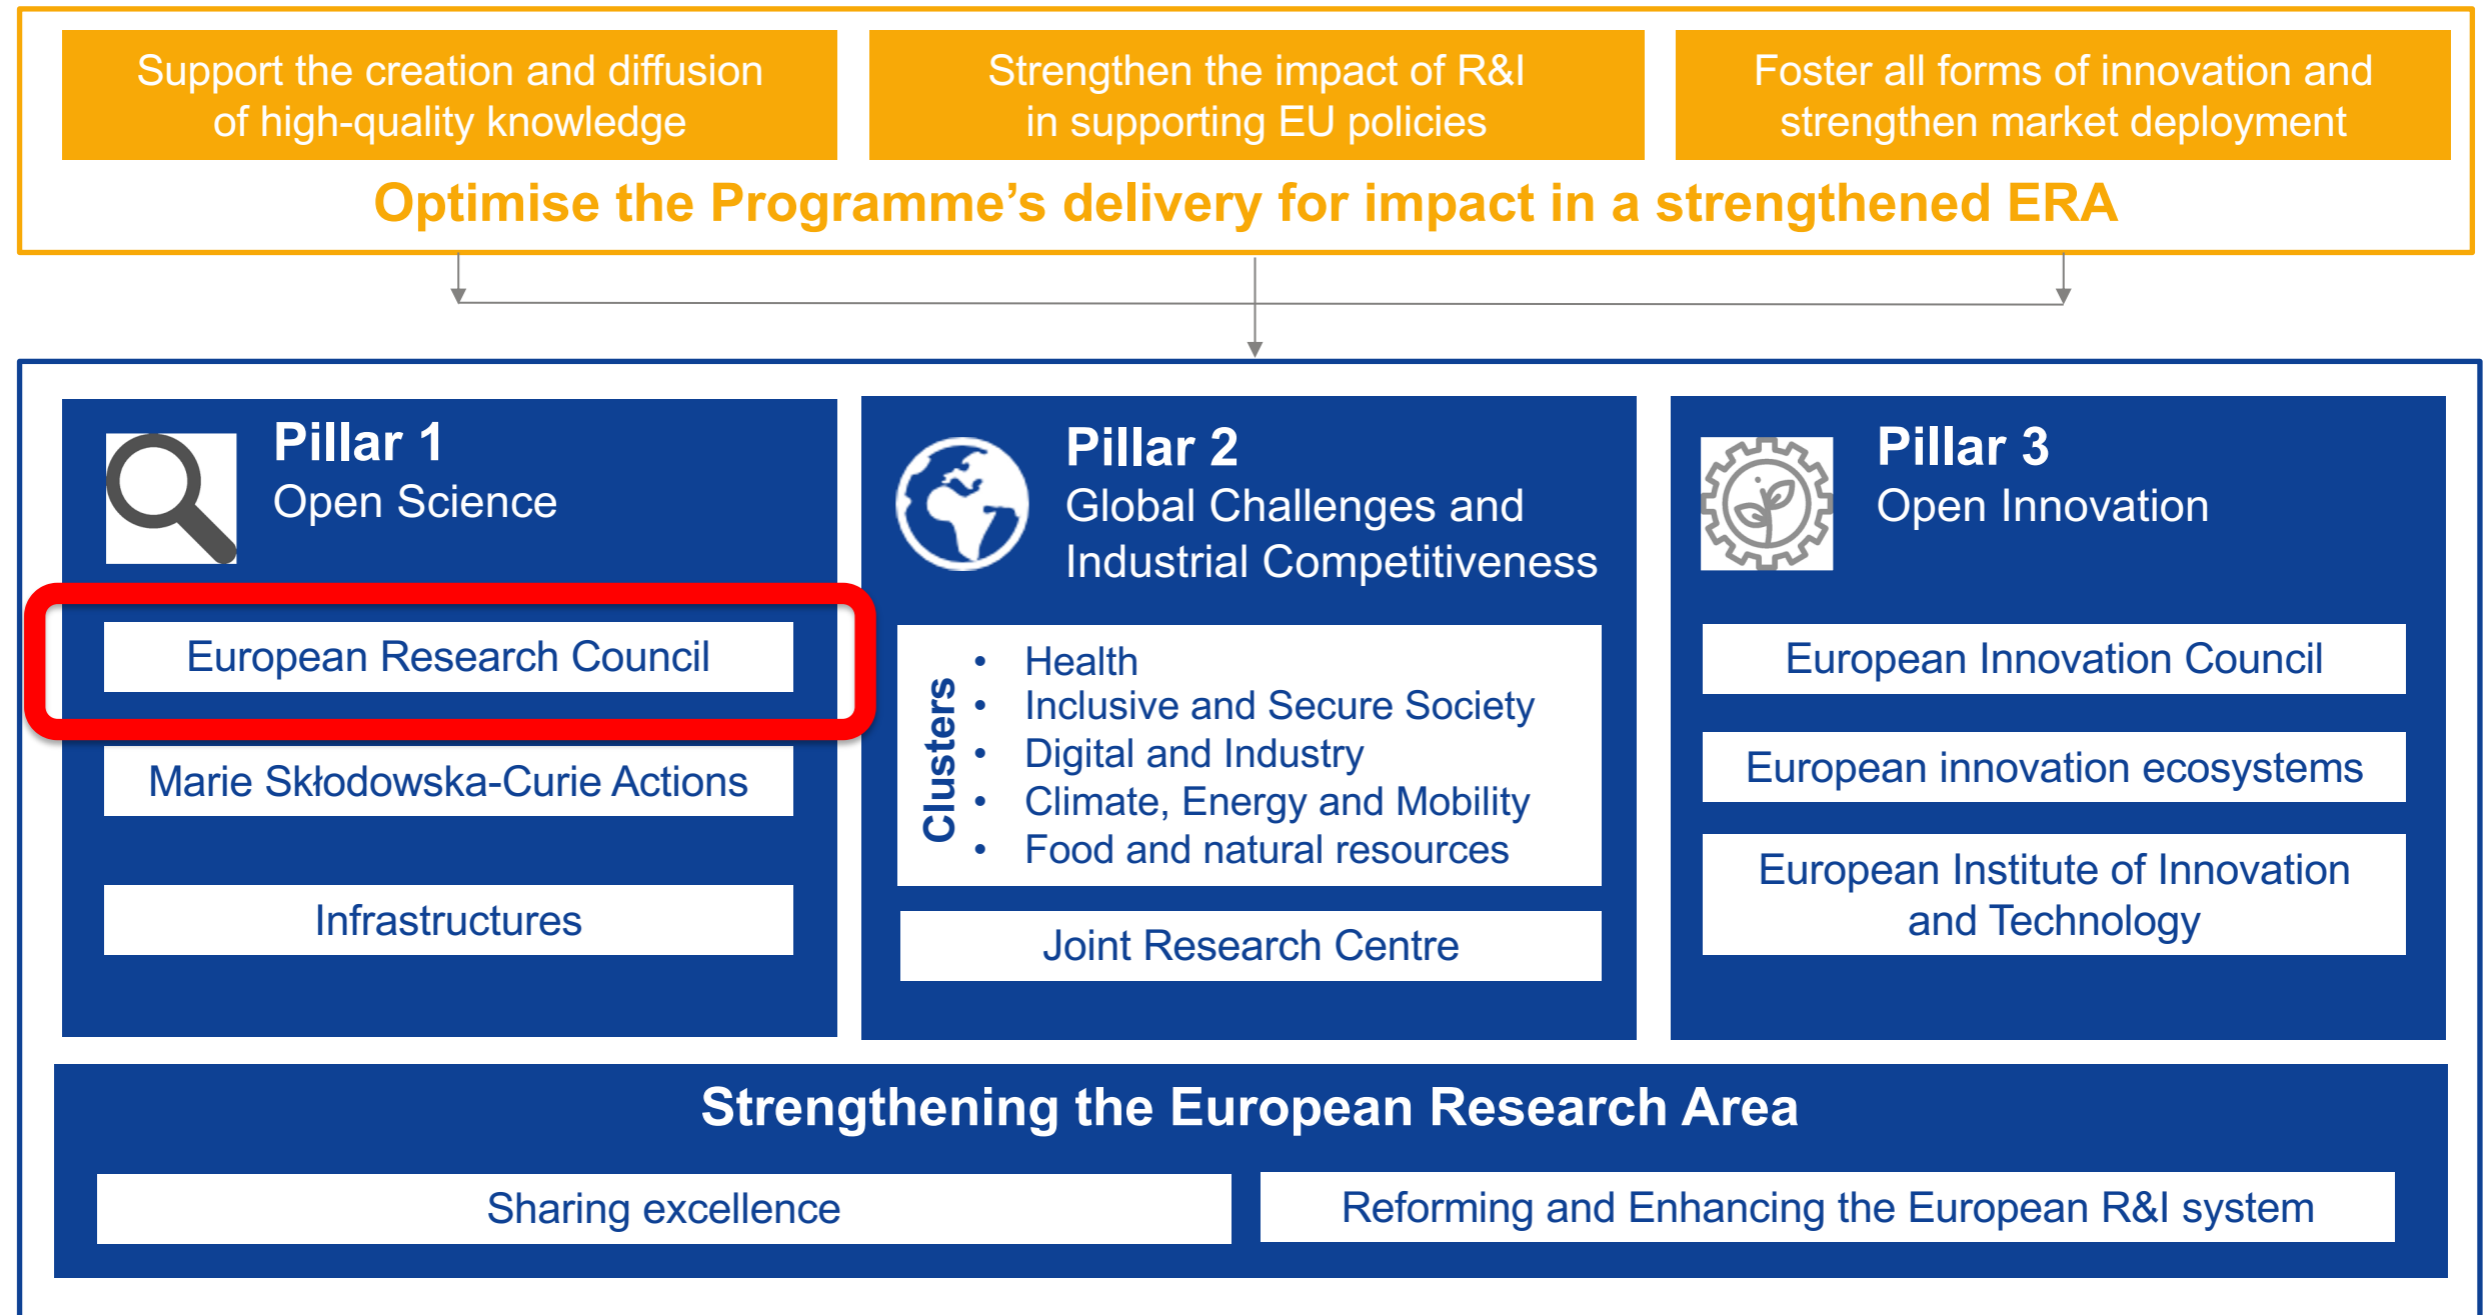 Support the creation and diffusion
of high-quality knowledge
Strengthen the impact of R&I
in supporting EU policies
Foster all forms of innovation and
strengthen market deployment
Optimise the Programme’s delivery for impact in a strengthened ERA
Pillar 1
Open Science
European Research Council
Marie Skłodowska-Curie Actions
Infrastructures
Pillar 2
Global Challenges and
Industrial Competitiveness
Clusters
• Health
• Inclusive and Secure Society
• Digital and Industry
• Climate, Energy and Mobility
• Food and natural resources
Joint Research Centre
Pillar 3
Open Innovation
European Innovation Council
European innovation ecosystems
European Institute of Innovation
and Technology
Strengthening the European Research Area
Sharing excellence
Reforming and Enhancing the European R&I system